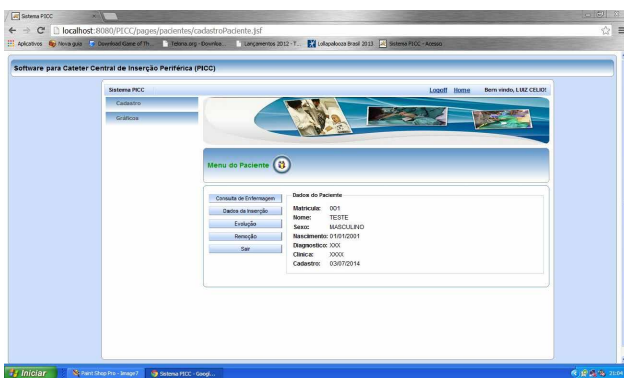 Sistema PICC
localhost:8080/PICC/pages/pacientes/cadastroPaciente.jsf
Aplicativos Nova guia Download Game of Th... Telona.org - Downloa... Lançamentos 2012 - T... Lollapalooza Brasil 2013 Sistema PICC - Acesso
Software para Cateter Central de Inserção Periférica (PICC)
Sistema PICC Logoff Home Bem vindo, LUIZ CELIO!
Cadastro
Gráficos
Menu do Paciente
Consulta de Enfermagem
Dados de Inserção
Evolução
Remoção
Sair
Dados do Paciente
Matricula: 001
Nome: TESTE
Sexo: MASCULINO
Nascimento: 01/01/2001
Diagnostico: XXX
Clinica: XXXX
Cadastro: 03/07/2014
Iniciar Paint Shop Pro - Image7 Sistema PICC - Googl... 21:04